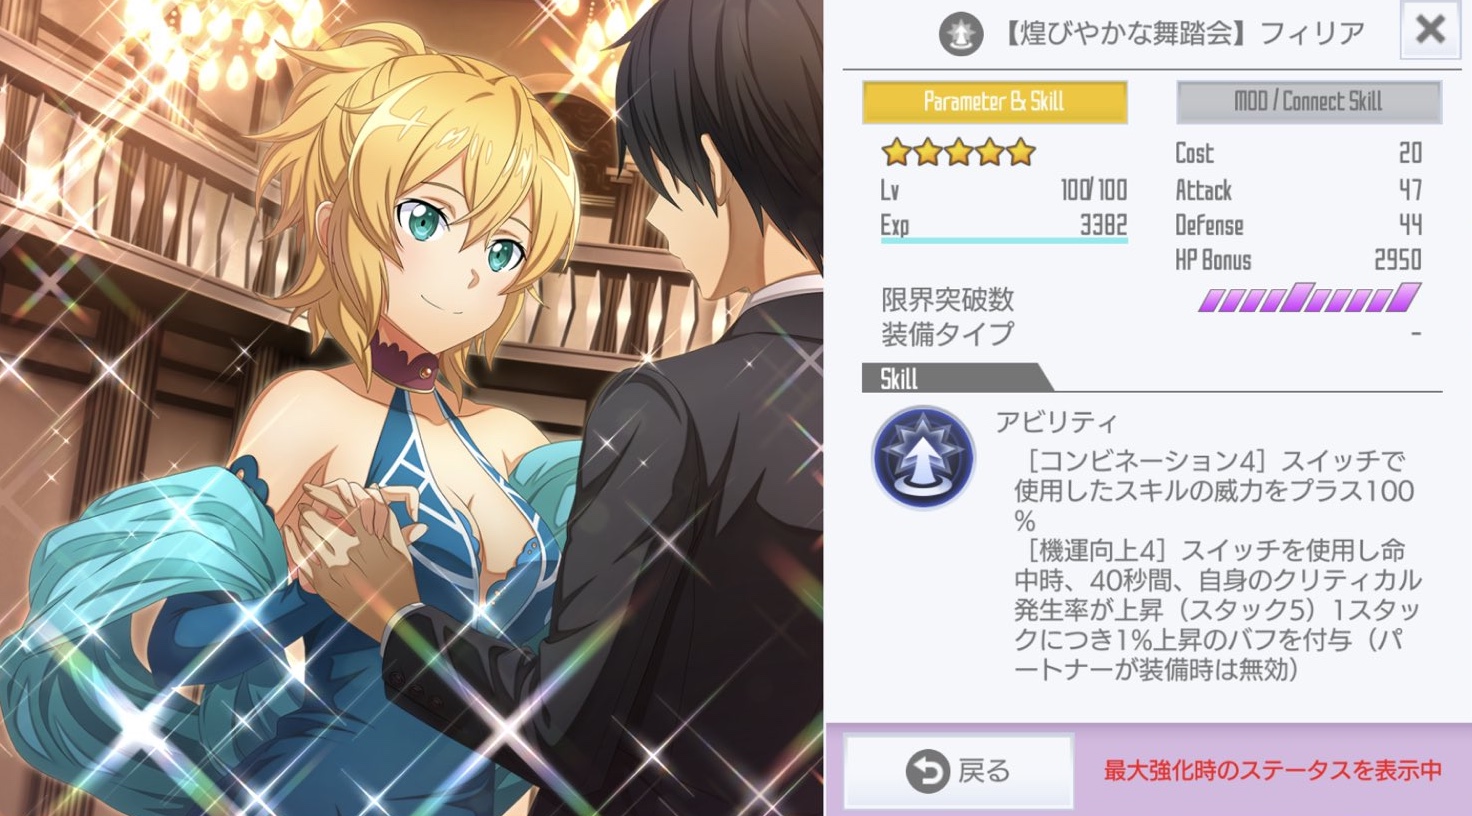 【煌びやかな舞踏会】フィリア
Parameter & Skill
MOD / Connect Skill
Lv 100/100
Exp 3382
Cost 20
Attack 47
Defense 44
HP Bonus 2950
限界突破数
装備タイプ -
Skill
アビリティ
［コンビネーション4］スイッチで
使用したスキルの威力をプラス100
%
［機運向上4］スイッチを使用し命
中時、40秒間、自身のクリティカル
発生率が上昇（スタック5）1スタッ
クにつき1%上昇のバフを付与（パ
ートナーが装備時は無効）
戻る
最大強化時のステータスを表示中